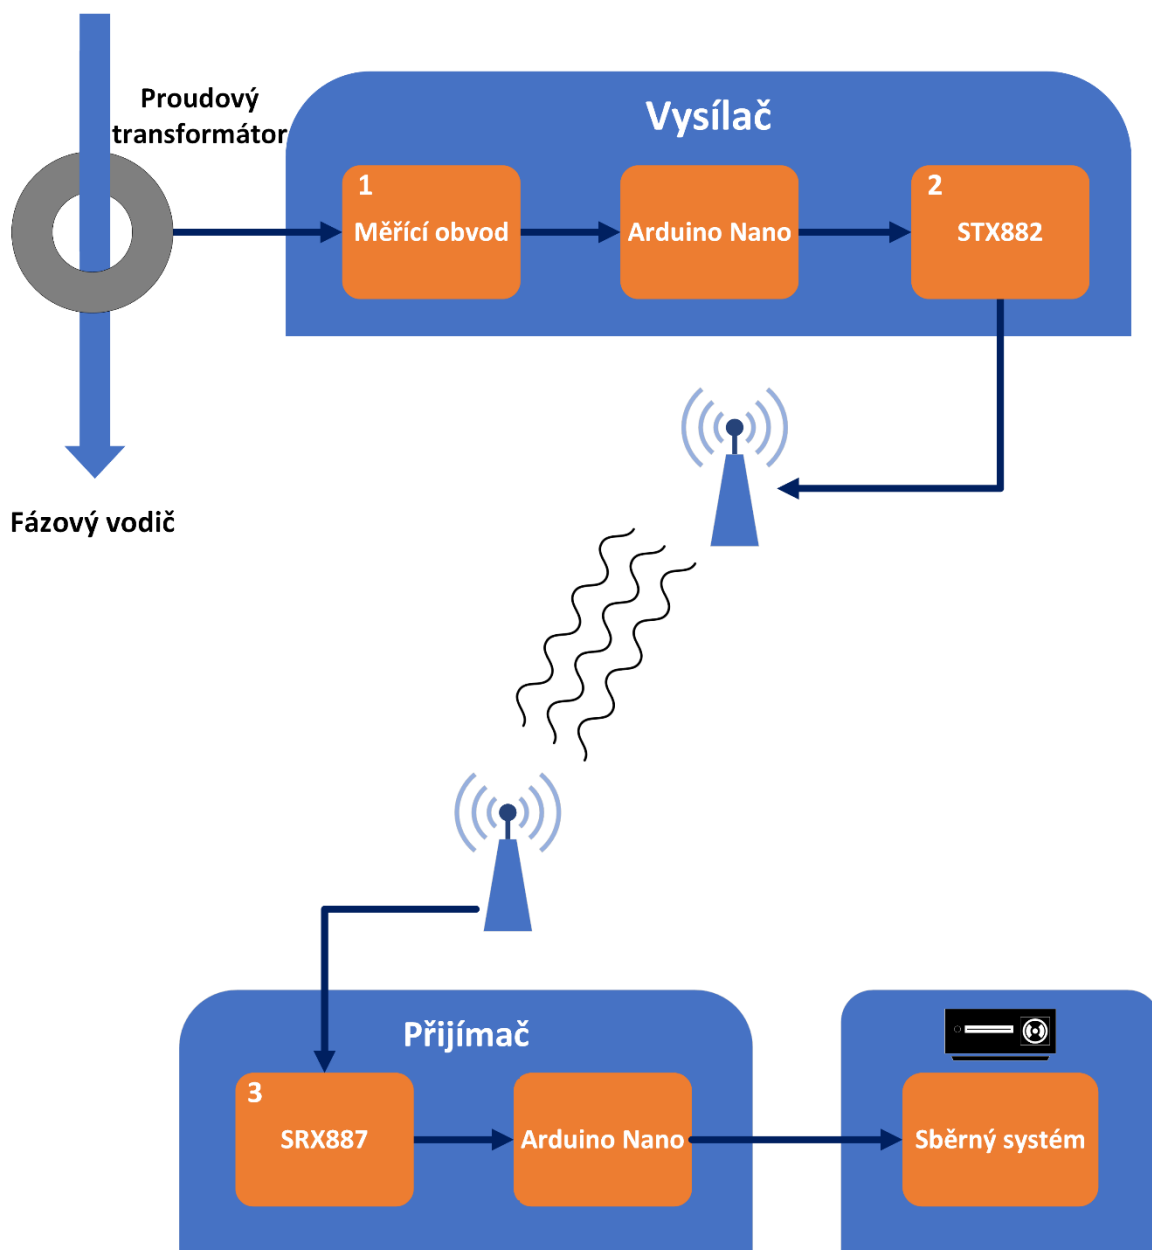 Proudový
transformátor
Vysílač
1
Měřící obvod
Arduino Nano
2
STX882
Fázový vodič
Přijímač
3
SRX887
Arduino Nano
Sběrný systém